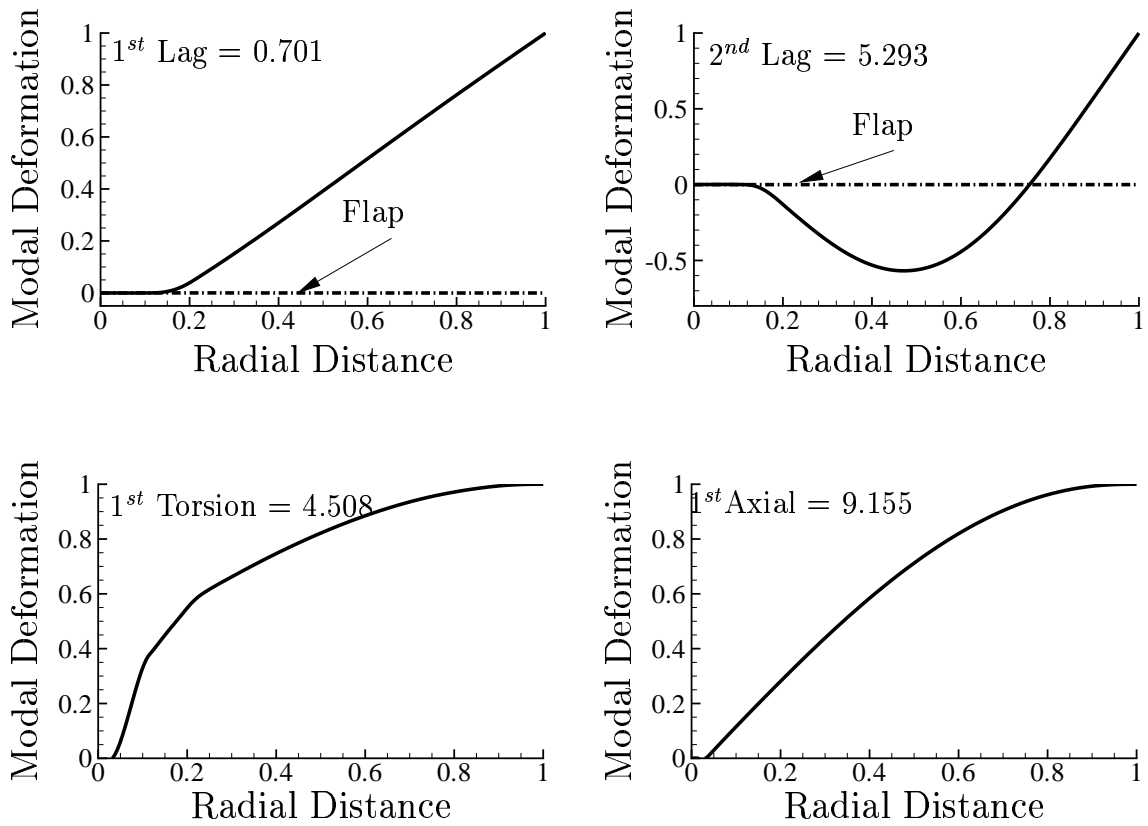 Modal Deformation
1
0.8
0.6
0.4
0.2
0
1st Lag = 0.701
Flap
0 0.2 0.4 0.6 0.8 1
Radial Distance
Modal Deformation
1
0.5
0
-0.5
2nd Lag = 5.293
Flap
0 0.2 0.4 0.6 0.8 1
Radial Distance
Modal Deformation
1
0.8
0.6
0.4
0.2
0
1st Torsion = 4.508
0 0.2 0.4 0.6 0.8 1
Radial Distance
Modal Deformation
1
0.8
0.6
0.4
0.2
0
1st Axial = 9.155
0 0.2 0.4 0.6 0.8 1
Radial Distance